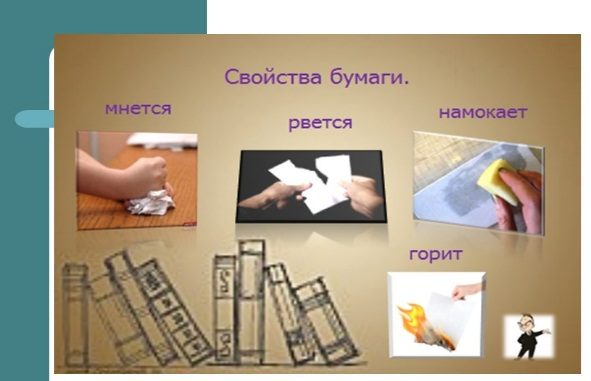 Свойства бумаги.
мнется
рвется
намокает
горит